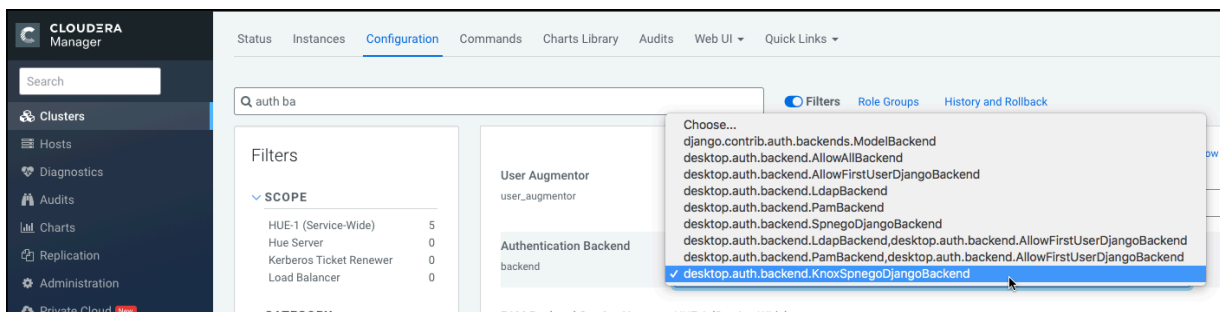 CLOUDERA
Manager
Search
Clusters
Hosts
Diagnostics
Audits
Charts
Replication
Administration
Private Cloud New
Status Instances Configuration Commands Charts Library Audits Web UI Quick Links
auth ba
Filters Role Groups History and Rollback
Filters
SCOPE
HUE-1 (Service-Wide) 5
Hue Server 0
Kerberos Ticket Renewer 0
Load Balancer 0
User Augmentor
user_augmentor
Authentication Backend
backend
Choose...
django.contrib.auth.backends.ModelBackend
desktop.auth.backend.AllowAllBackend
desktop.auth.backend.AllowFirstUserDjangoBackend
desktop.auth.backend.LdapBackend
desktop.auth.backend.PamBackend
desktop.auth.backend.SpnegoDjangoBackend
desktop.auth.backend.LdapBackend,desktop.auth.backend.AllowFirstUserDjangoBackend
desktop.auth.backend.PamBackend,desktop.auth.backend.AllowFirstUserDjangoBackend
✓ desktop.auth.backend.KnoxSpnegoDjangoBackend